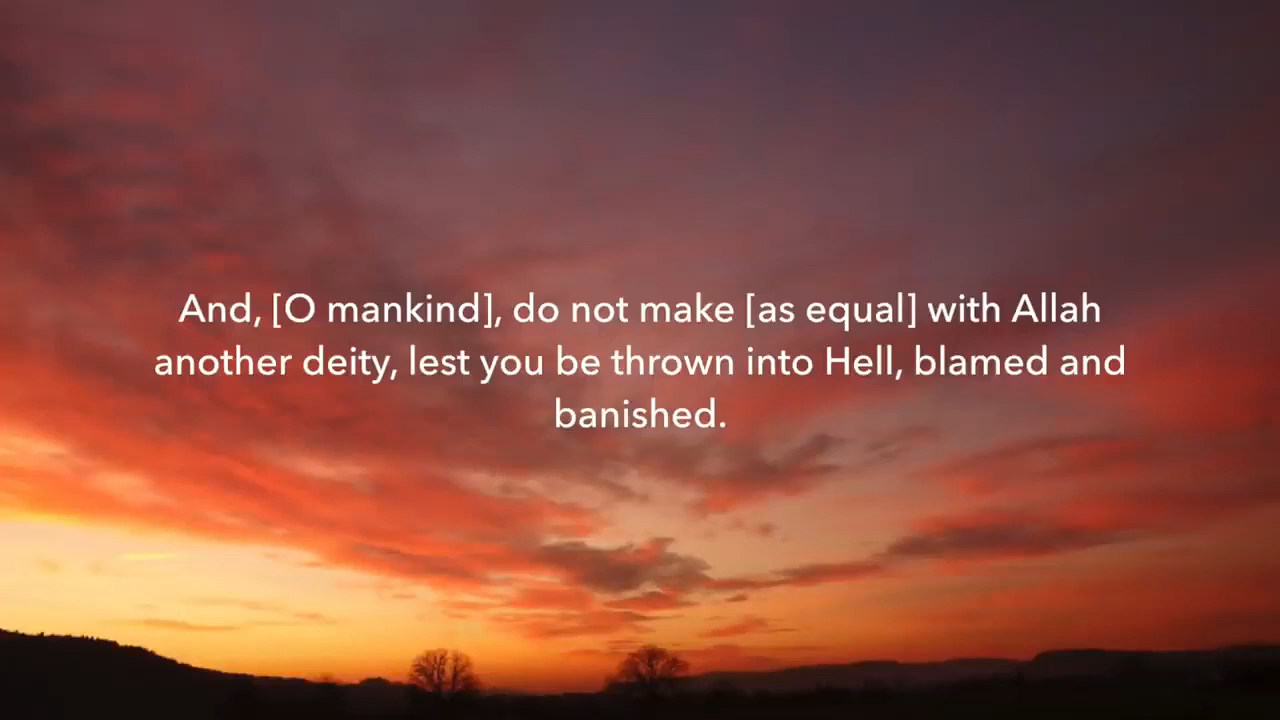 And, [O mankind], do not make [as equal] with Allah
another deity, lest you be thrown into Hell, blamed and
banished.